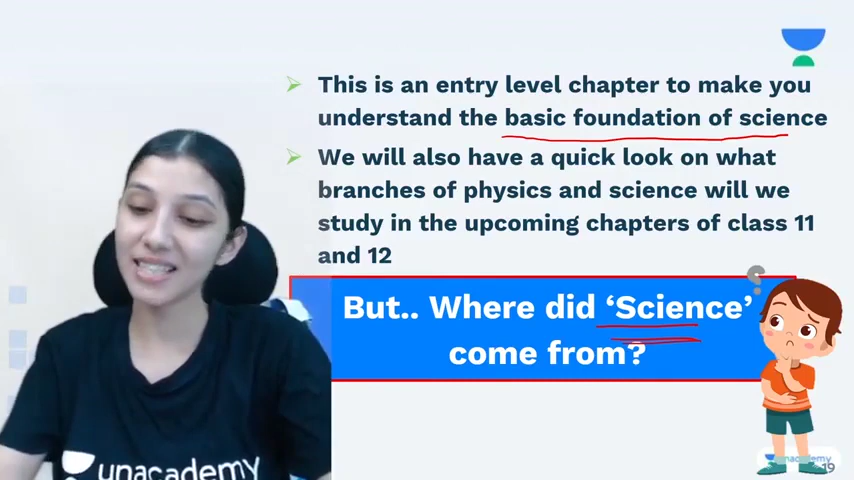 This is an entry level chapter to make you
understand the basic foundation of science
We will also have a quick look on what
branches of physics and science will we
study in the upcoming chapters of class 11
and 12
But.. Where did ‘Science’
come from?
unacademy
unacademy
19